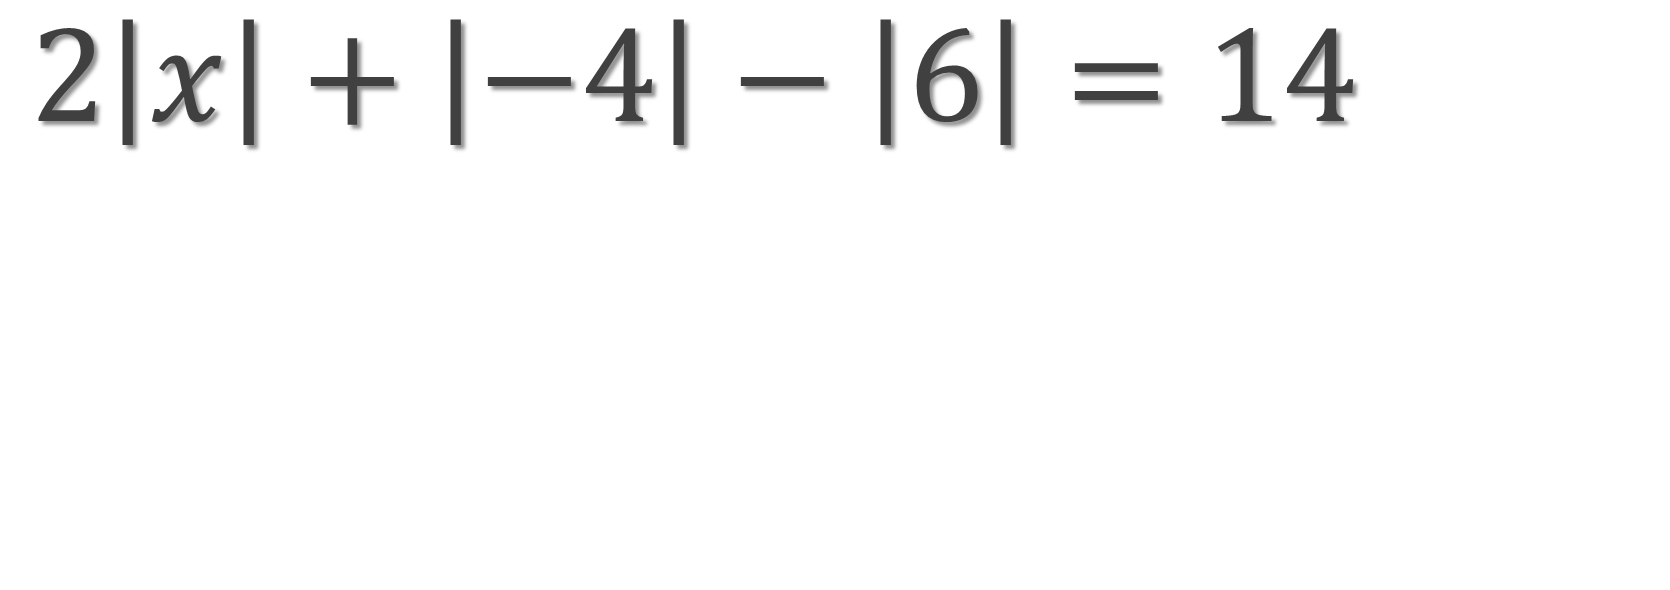 2|x| + |−4| − |6| = 14